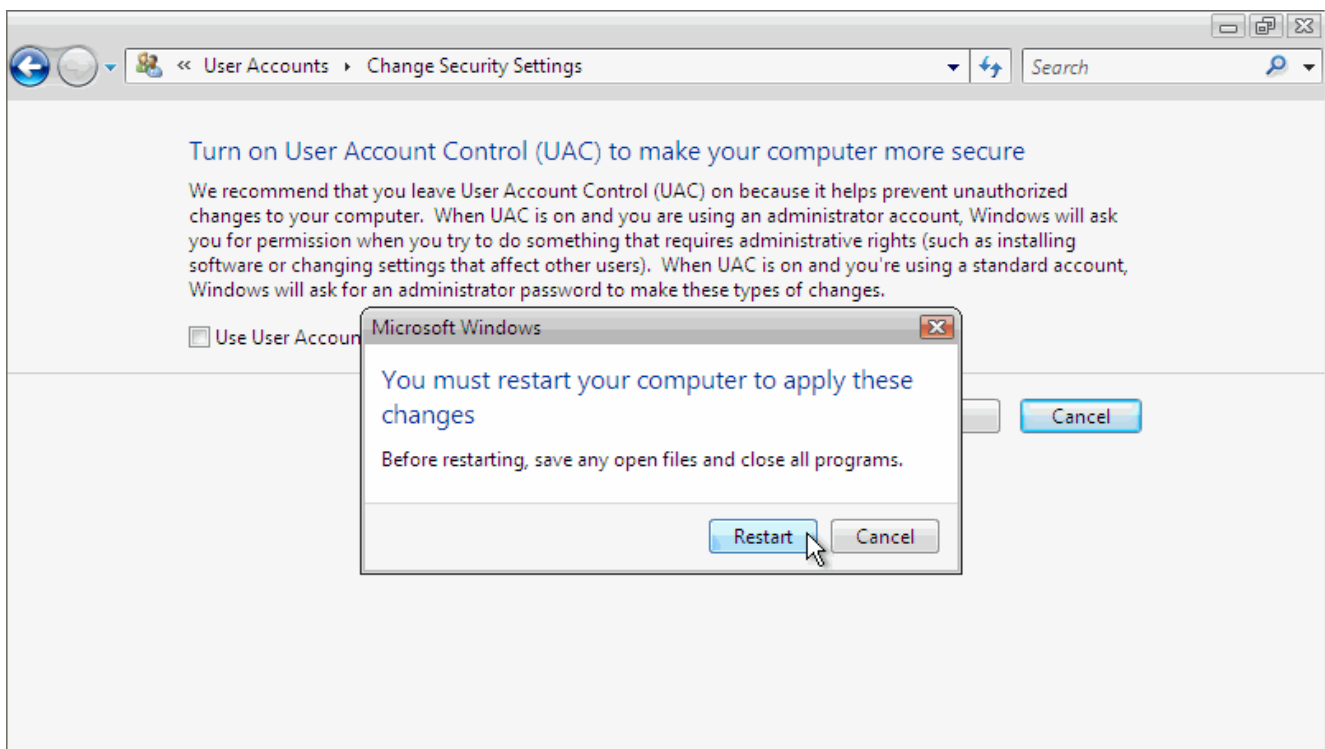 « User Accounts ▸ Change Security Settings
Search
Turn on User Account Control (UAC) to make your computer more secure
We recommend that you leave User Account Control (UAC) on because it helps prevent unauthorized
changes to your computer.  When UAC is on and you are using an administrator account, Windows will ask
you for permission when you try to do something that requires administrative rights (such as installing
software or changing settings that affect other users).  When UAC is on and you're using a standard account,
Windows will ask for an administrator password to make these types of changes.
Use User Accoun
Microsoft Windows
You must restart your computer to apply these
changes
Cancel
Before restarting, save any open files and close all programs.
Restart
Cancel